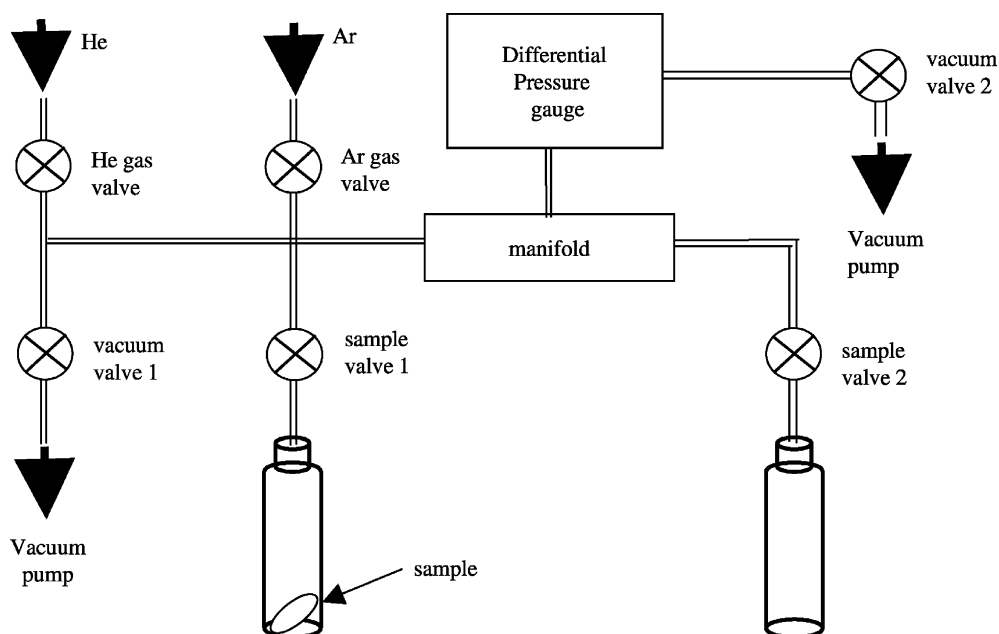 He
Ar
Differential
Pressure
gauge
vacuum
valve 2
He gas
valve
Ar gas
valve
Vacuum
pump
manifold
vacuum
valve 1
sample
valve 1
sample
valve 2
Vacuum
pump
sample